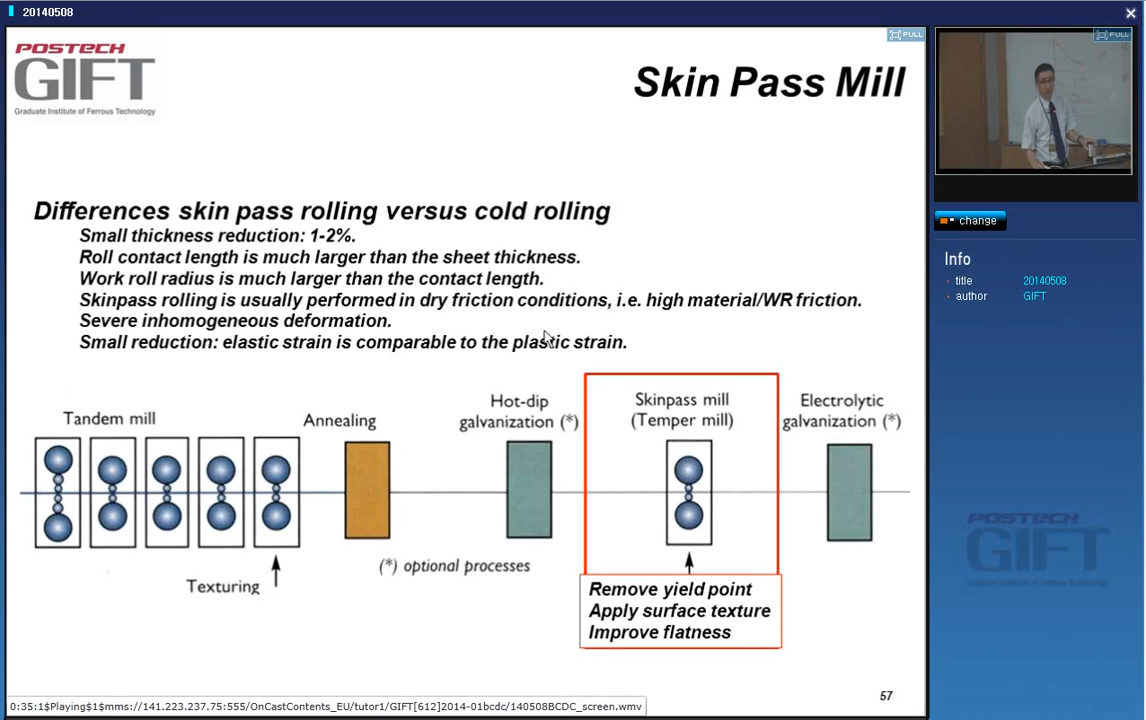 20140508
FULL
FULL
POSTECH
GIFT
Graduate Institute of Ferrous Technology
Skin Pass Mill
change
Differences skin pass rolling versus cold rolling
Small thickness reduction: 1-2%.
Roll contact length is much larger than the sheet thickness.
Work roll radius is much larger than the contact length.
Skinpass rolling is usually performed in dry friction conditions, i.e. high material/WR friction.
Severe inhomogeneous deformation.
Small reduction: elastic strain is comparable to the plastic strain.
Info
title 20140508
author GIFT
Tandem mill
Annealing
Hot-dip
galvanization (*)
Skinpass mill
(Temper mill)
Electrolytic
galvanization (*)
Texturing
(*) optional processes
Remove yield point
Apply surface texture
Improve flatness
POSTECH
GIFT
57
0:35:1$Playing$1$mms://141.223.237.75:555/OnCastContents_EU/tutor1/GIFT[612]2014-01bcdc/140508BCDC_screen.wmv